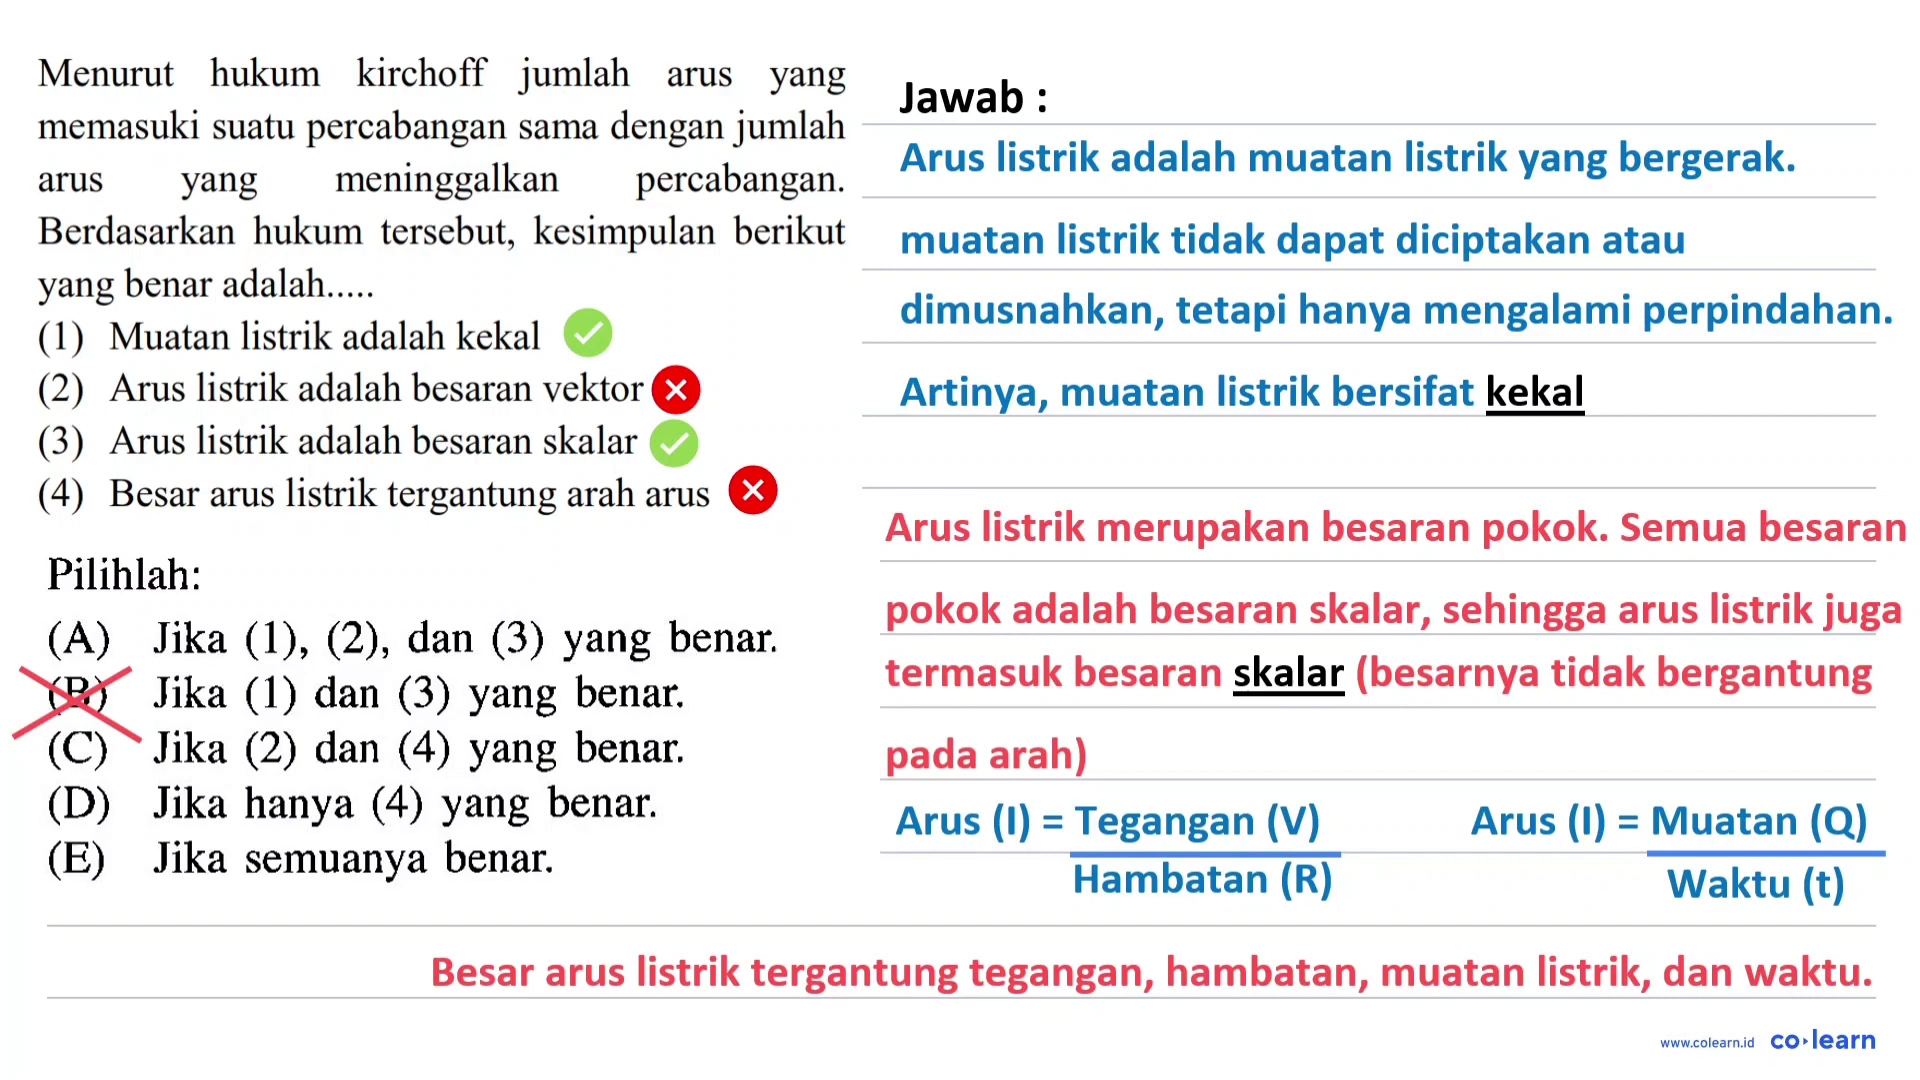 Menurut hukum kirchoff jumlah arus yang
memasuki suatu percabangan sama dengan jumlah
arus yang meninggalkan percabangan.
Berdasarkan hukum tersebut, kesimpulan berikut
yang benar adalah.....
(1) Muatan listrik adalah kekal
(2) Arus listrik adalah besaran vektor
(3) Arus listrik adalah besaran skalar
(4) Besar arus listrik tergantung arah arus
Pilihlah:
(A) Jika (1), (2), dan (3) yang benar.
(B) Jika (1) dan (3) yang benar.
(C) Jika (2) dan (4) yang benar.
(D) Jika hanya (4) yang benar.
(E) Jika semuanya benar.
Jawab :
Arus listrik adalah muatan listrik yang bergerak.
muatan listrik tidak dapat diciptakan atau
dimusnahkan, tetapi hanya mengalami perpindahan.
Artinya, muatan listrik bersifat kekal
Arus listrik merupakan besaran pokok. Semua besaran
pokok adalah besaran skalar, sehingga arus listrik juga
termasuk besaran skalar (besarnya tidak bergantung
pada arah)
Arus (I) = Tegangan (V)
Hambatan (R)
Arus (I) = Muatan (Q)
Waktu (t)
Besar arus listrik tergantung tegangan, hambatan, muatan listrik, dan waktu.
www.colearn.id co learn